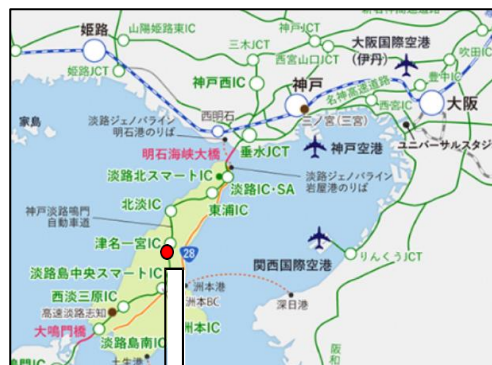 姫路
山陽姫路東IC
神戸JCT
三木JCT
西宮山口JCT
大阪国際空港
(伊丹)
吹田IC
豊中IC
姫路JCT
神戸西IC
神戸
名神高速道路
大阪
西明石
三ノ宮(三宮)
西宮IC
家島
淡路ジェノバライン
明石港のりば
垂水JCT
ユニバーサルスタジ
明石海峡大橋
神戸空港
淡路北スマートIC
淡路ジェノバライン
岩屋港のりば
淡路IC・SA
北淡IC
東浦IC
神戸淡路鳴門
自動車道
津名一宮IC
28
関西国際空港
りんくうJCT
淡路島中央スマートIC
洲本港
西淡三原IC
洲本BC
深日港
高速淡路志知
大鳴門橋
洲本IC
淡路島南IC
阪和
鳴門IC